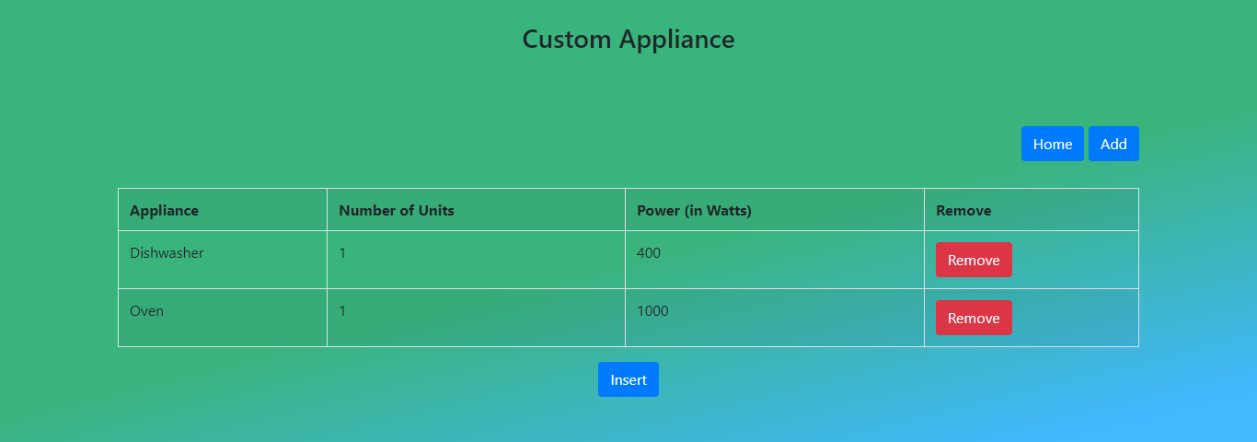 Custom Appliance
Home Add
Appliance Number of Units Power (in Watts) Remove
Dishwasher 1 400 Remove
Oven 1 1000 Remove
Insert